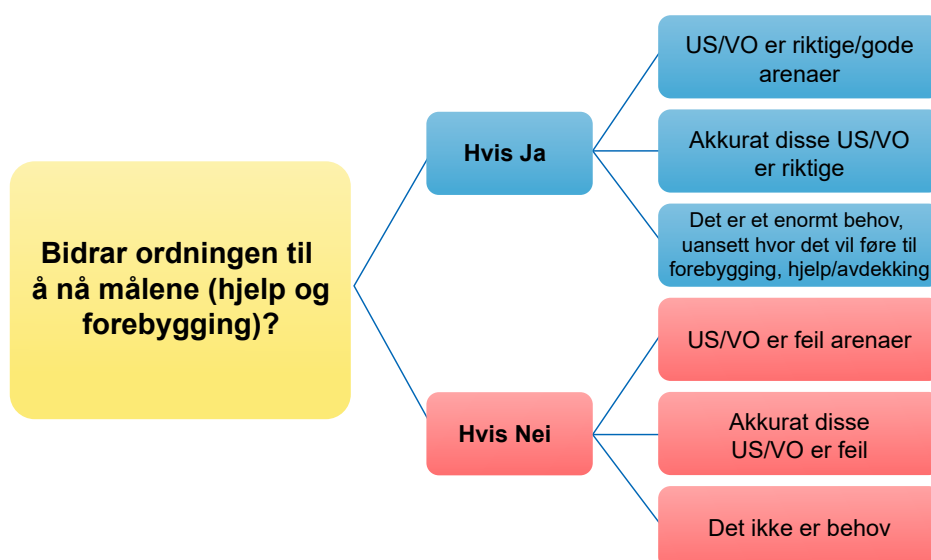 Bidrar ordningen til
å nå målene (hjelp og
forebygging)?
Hvis Ja
US/VO er riktige/gode
arenaer
Akkurat disse US/VO
er riktige
Det er et enormt behov,
uansett hvor det vil føre til
forebygging, hjelp/avdekking
Hvis Nei
US/VO er feil arenaer
Akkurat disse
US/VO er feil
Det ikke er behov